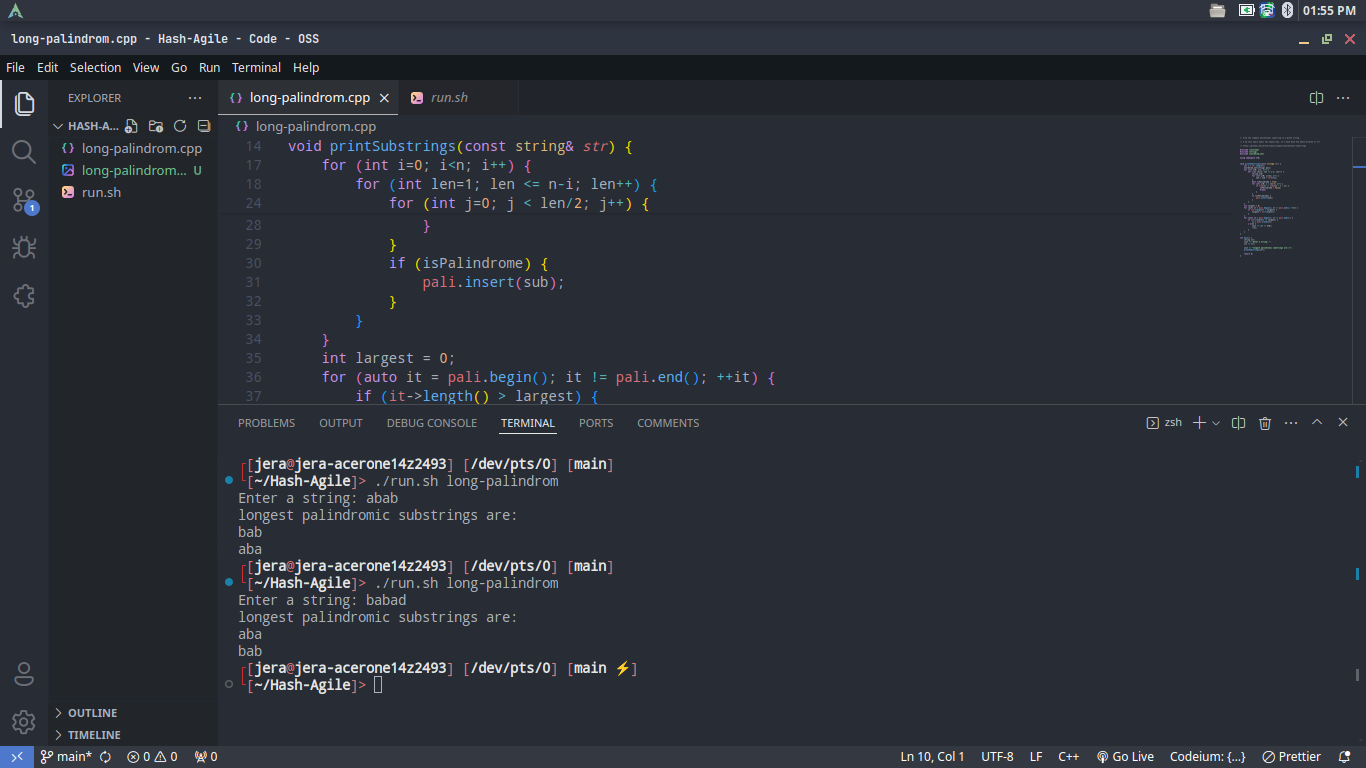 01:55 PM
long-palindrom.cpp - Hash-Agile - Code - OSS
File Edit Selection View Go Run Terminal Help
EXPLORER ···
HASH-A...
long-palindrom.cpp
long-palindrom... U
run.sh
OUTLINE
TIMELINE
1
{} long-palindrom.cpp × run.sh ···
{} long-palindrom.cpp
14 void printSubstrings(const string& str) {
17 for (int i=0; i<n; i++) {
18 for (int len=1; len <= n-i; len++) {
24 for (int j=0; j < len/2; j++) {
28 }
29 }
30 if (isPalindrome) {
31 pali.insert(sub);
32 }
33 }
34 }
35 int largest = 0;
36 for (auto it = pali.begin(); it != pali.end(); ++it) {
37 if (it->length() > largest) {
PROBLEMS OUTPUT DEBUG CONSOLE TERMINAL PORTS COMMENTS zsh
[jera@jera-acerone14z2493] [/dev/pts/0] [main]
[~/Hash-Agile]> ./run.sh long-palindrom
Enter a string: abab
longest palindromic substrings are:
bab
aba
[jera@jera-acerone14z2493] [/dev/pts/0] [main]
[~/Hash-Agile]> ./run.sh long-palindrom
Enter a string: babad
longest palindromic substrings are:
aba
bab
[jera@jera-acerone14z2493] [/dev/pts/0] [main ⚡]
[~/Hash-Agile]>
main* 0 0 0 Ln 10, Col 1 UTF-8 LF C++ Go Live Codeium: {...} Prettier